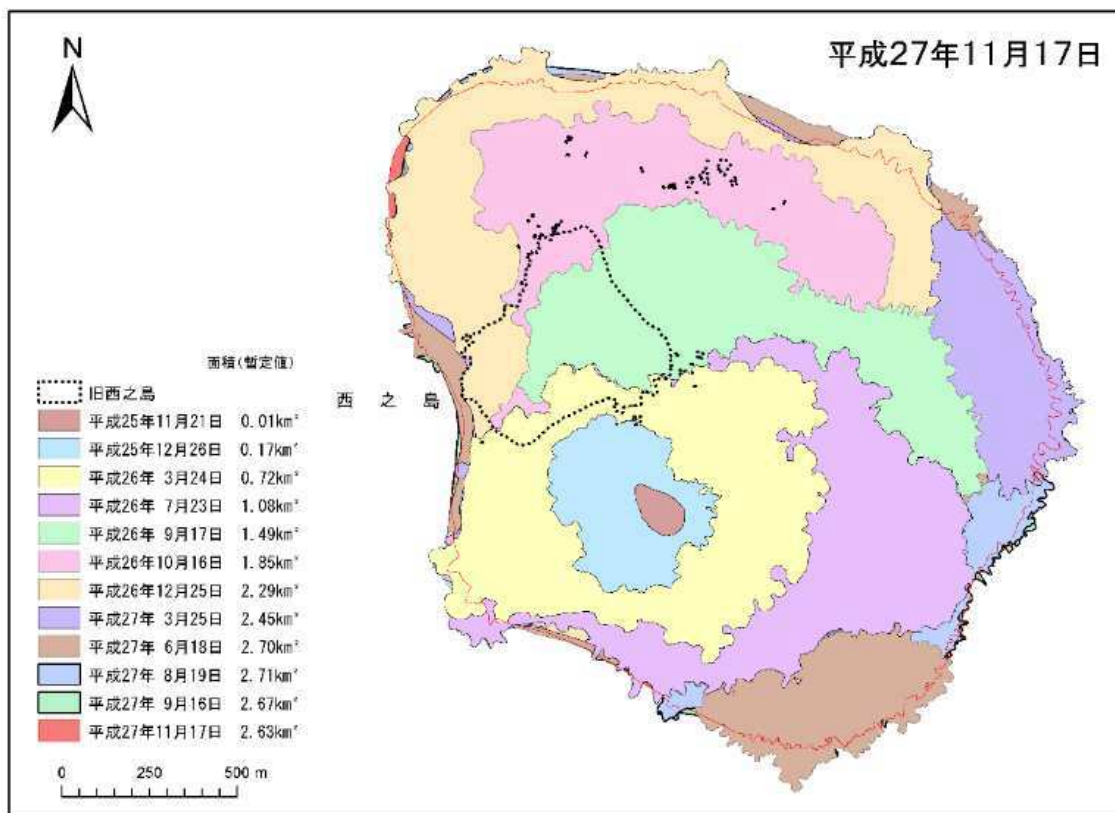 平成27年11月17日
N
面積(暫定値)
旧西之島
西 之 島
平成25年11月21日 0.01km²
平成25年12月26日 0.17km²
平成26年 3月24日 0.72km²
平成26年 7月23日 1.08km²
平成26年 9月17日 1.49km²
平成26年10月16日 1.85km²
平成26年12月25日 2.29km²
平成27年 3月25日 2.45km²
平成27年 6月18日 2.70km²
平成27年 8月19日 2.71km²
平成27年 9月16日 2.67km²
平成27年11月17日 2.63km²
0 250 500 m